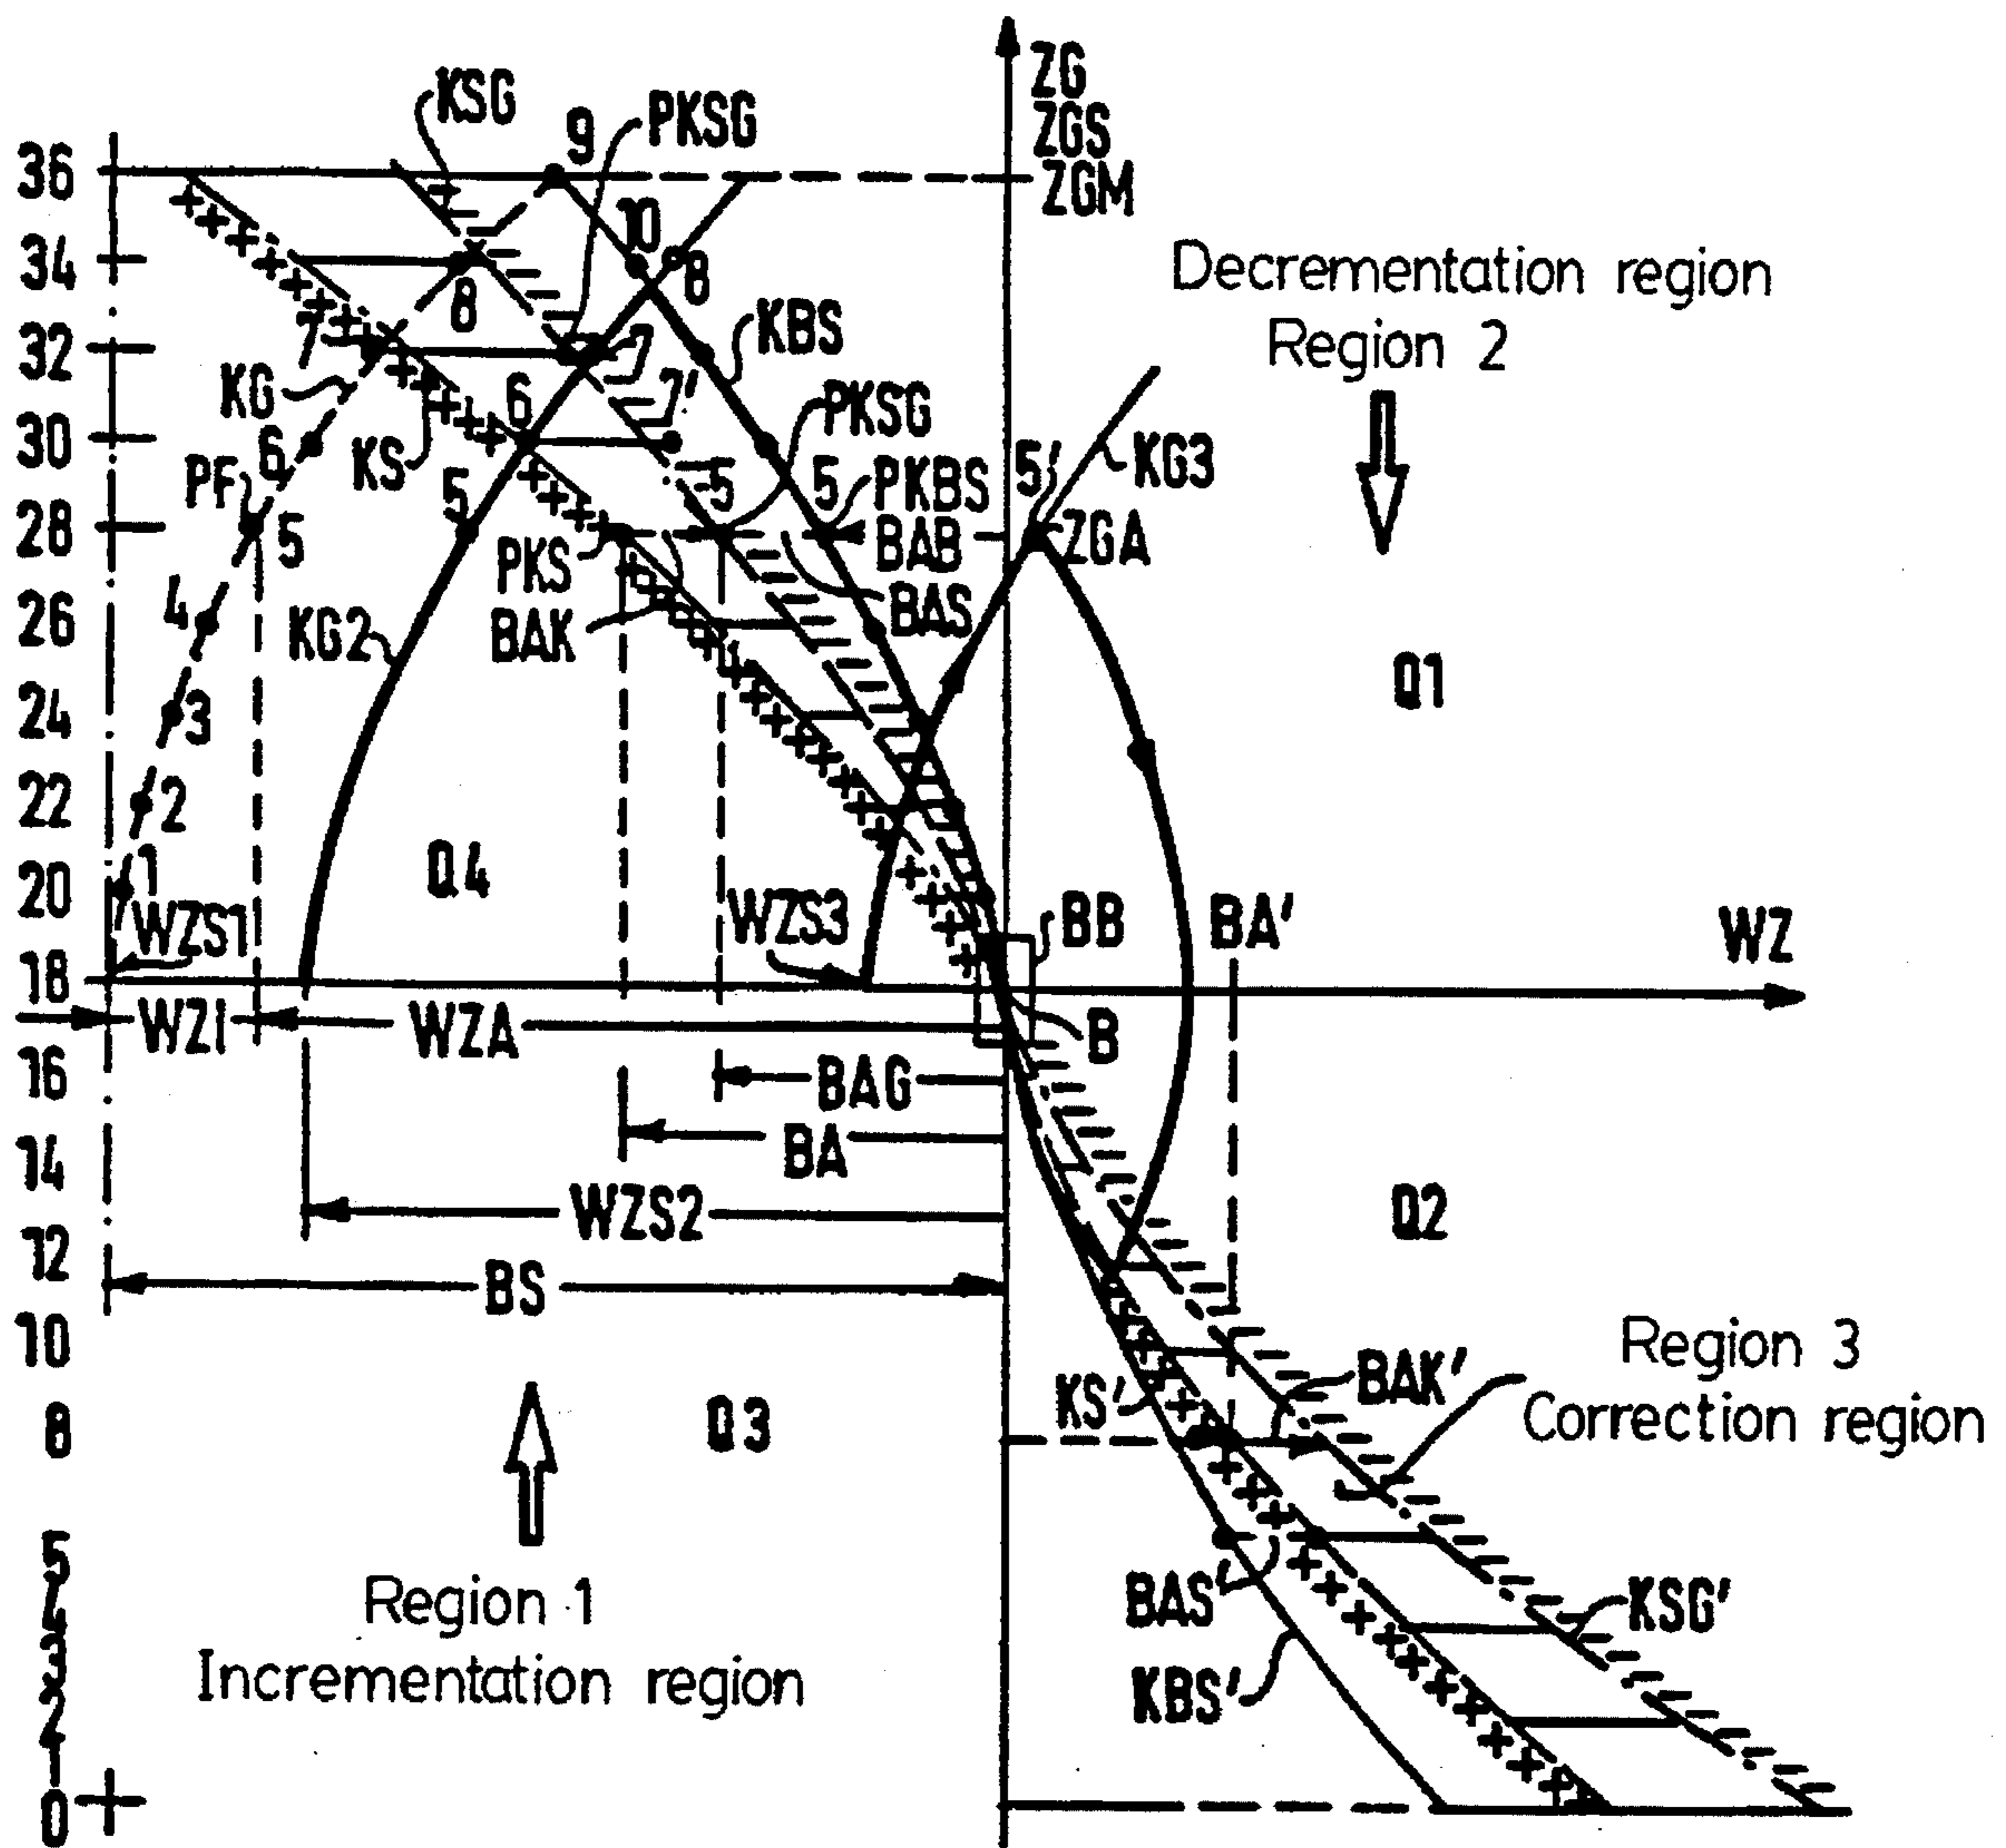 ZG
ZGS
ZGM
KSG
PKSG
9
36
10
34
8
8
Decrementation region
Region 2
7
32
7
KBS
KG
6
7'
PKSG
30
6
KS
PF
5
5
5
PKBS
5'
KG3
28
5
PKS
BAB
ZGA
4
26
KG2
BAK
BAS
24
3
Q1
22
2
Q4
20
1
WZS1
WZS3
BB
BA'
WZ
18
WZI
WZA
B
16
BAG
14
BA
WZS2
Q2
12
BS
10
Region 3
Correction region
8
Q3
KS'
BAK'
5
4
3
2
1
0
Region 1
Incrementation region
BAS'
KSG'
KBS'